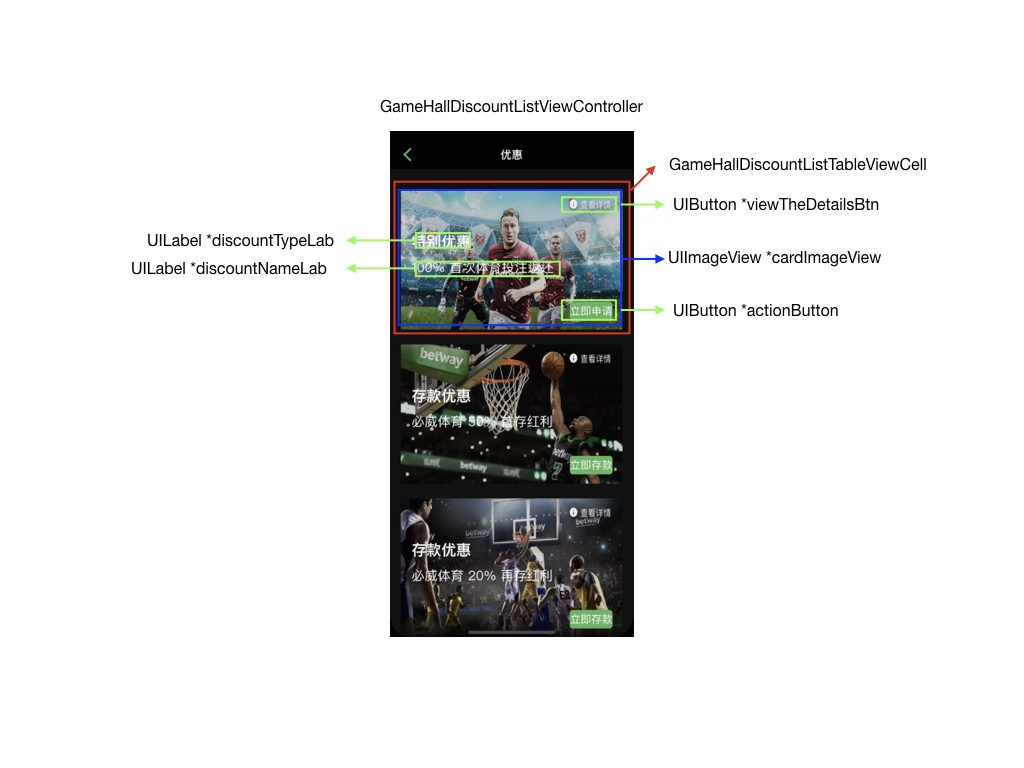 GameHallDiscountListViewController
优惠
GameHallDiscountListTableViewCell
查看详情
UIButton *viewTheDetailsBtn
UILabel *discountTypeLab
特别优惠
UIImageView *cardImageView
UILabel *discountNameLab
00% 首次体育投注返还
立即申请
UIButton *actionButton
betway
查看详情
存款优惠
必威体育 50% 首存红利
betway
betway
立即存款
查看详情
betway
betway
betway
存款优惠
必威体育 20% 再存红利
立即存款